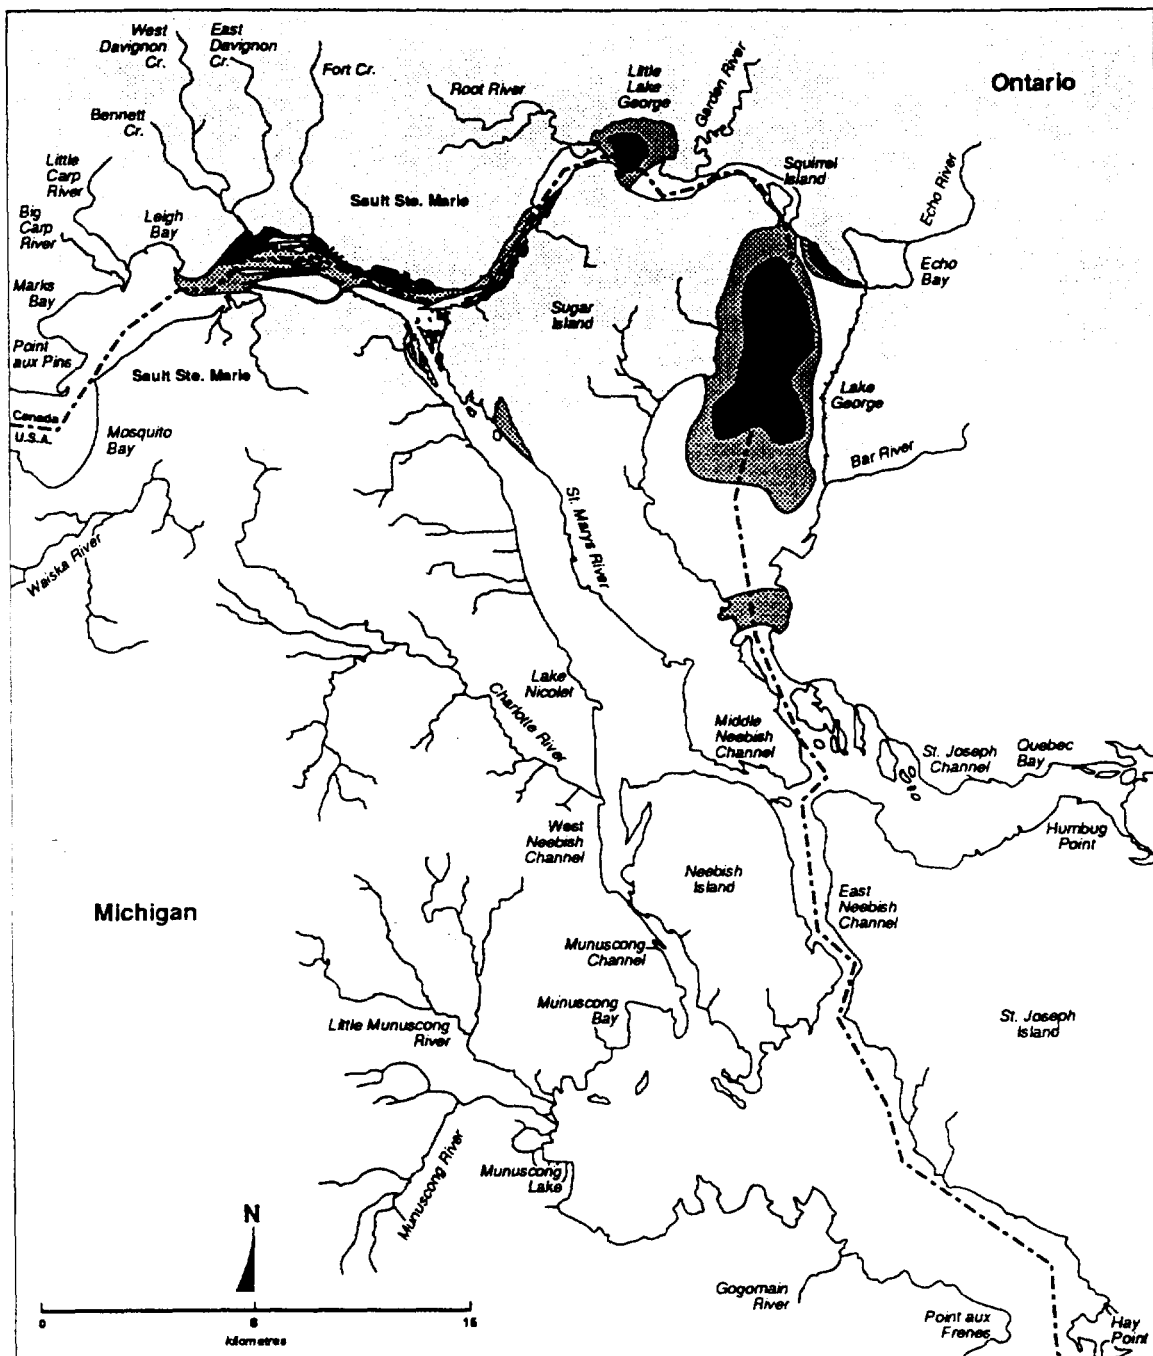 West
Davignon
Cr.
East
Davignon
Cr.
Fort Cr.
Bennett
Cr.
Little
Carp
River
Big
Carp
River
Leigh
Bay
Marks
Bay
Point
aux Pins
Canada
U.S.A.
Mosquito
Bay
Sault Ste. Marie
Sault Ste. Marie
Root River
Little
Lake
George
Garden River
Ontario
Squirrel
Island
Echo River
Echo
Bay
Sugar
Island
Lake
George
Bar River
St. Marys River
Waiska River
Lake
Nicolet
Charlotte River
Middle
Neebish
Channel
St. Joseph
Channel
Quebec
Bay
Humbug
Point
West
Neebish
Channel
Neebish
Island
East
Neebish
Channel
Michigan
Munuscong
Channel
Munuscong
Bay
Little Munuscong
River
St. Joseph
Island
Munuscong River
Munuscong
Lake
N
Gogomain
River
Point aux
Frenes
Hay
Point
0 8 16
kilometres